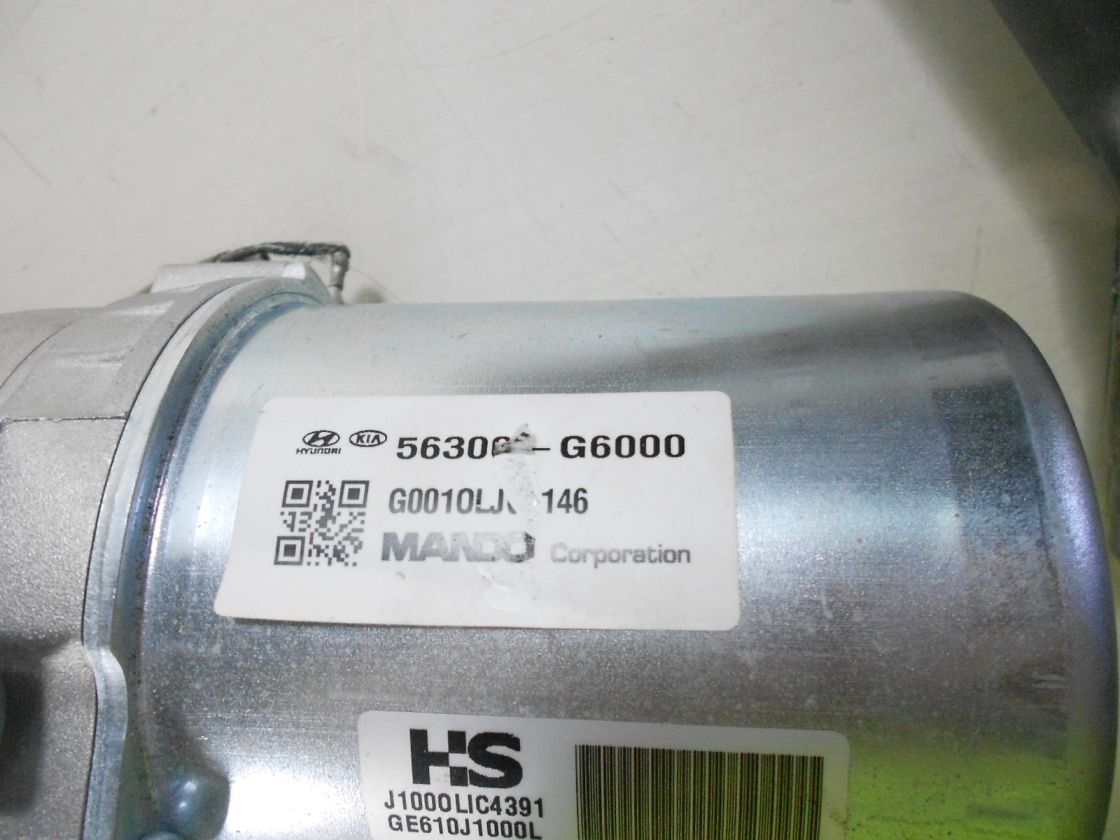 HYUNDAI KIA
G6000
MANDO Corporation
HS
J1000LIC4391
GE610J1000L